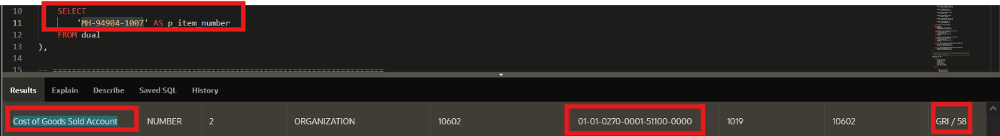 10 SELECT
11 'MH-94904-1007' AS p_item_number
12 FROM dual
13 ),
14
15 -- =======================================================================
Results Explain Describe Saved SQL History
Cost of Goods Sold Account NUMBER 2 ORGANIZATION 10602 01-01-0270-0001-51100-0000 1019 10602 GRI / 58